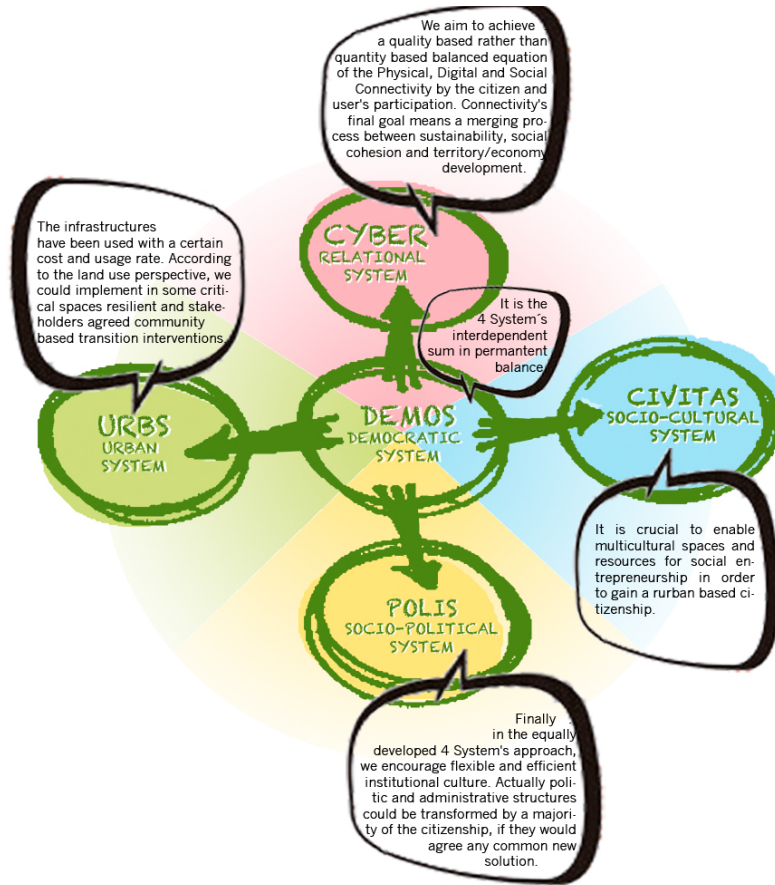 We aim to achieve
a quality based rather than
quantity based balanced equation
of the Physical, Digital and Social
Connectivity by the citizen and
user's participation. Connectivity's
final goal means a merging pro-
cess between sustainability, social
cohesion and territory/economy
development.
The infrastructures
have been used with a certain
cost and usage rate. According
to the land use perspective, we
could implement in some criti-
cal spaces resilient and stake-
holders agreed community
based transition interventions.
CYBER
RELATIONAL
SYSTEM
It is the
4 System´s
interdependent
sum in permantent
balance
URBS
URBAN
SYSTEM
DEMOS
DEMOCRATIC
SYSTEM
CIVITAS
SOCIO-CULTURAL
SYSTEM
It is crucial to enable
multicultural spaces and
resources for social en-
trepreneurship in order
to gain a rurban based ci-
tizenship.
POLIS
SOCIO-POLITICAL
SYSTEM
Finally
in the equally
developed 4 System's approach,
we encourage flexible and efficient
institutional culture. Actually poli-
tic and administrative structures
could be transformed by a majori-
ty of the citizenship, if they would
agree any common new
solution.